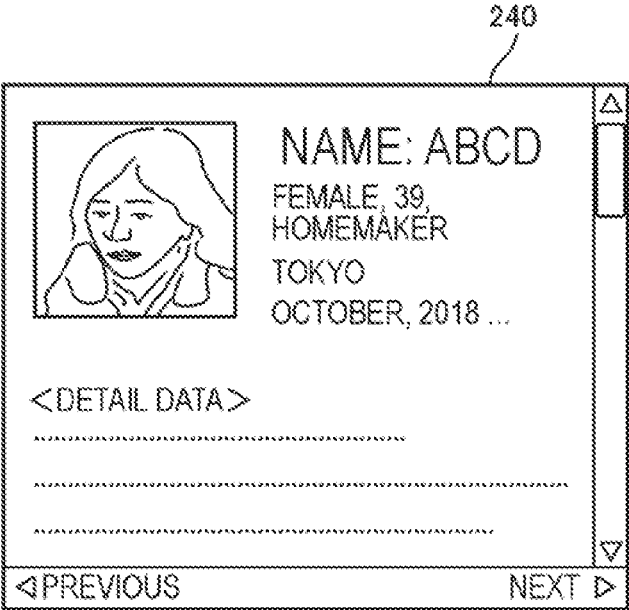 240
NAME: ABCD
FEMALE, 39,
HOMEMAKER
TOKYO
OCTOBER, 2018 ...
<DETAIL DATA>
PREVIOUS NEXT